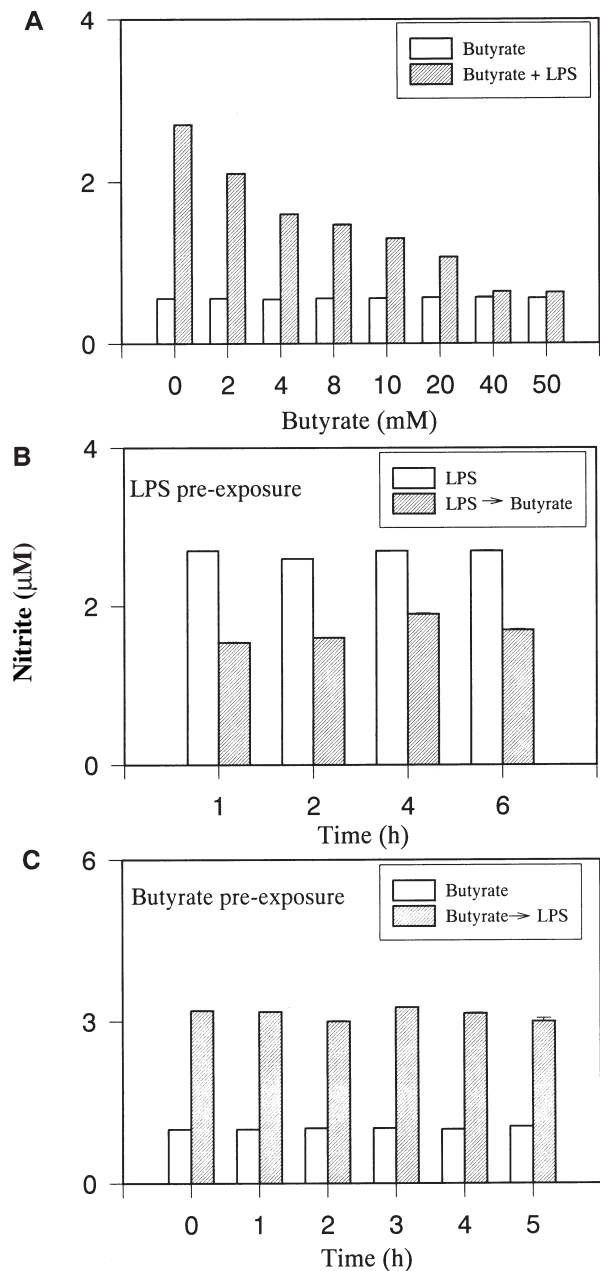 A
4
2
0
Butyrate
Butyrate + LPS
0 2 4 8 10 20 40 50
Butyrate (mM)
B
4
2
0
LPS pre-exposure
LPS
LPS → Butyrate
Nitrite (μM)
1 2 4 6
Time (h)
C
6
3
0
Butyrate pre-exposure
Butyrate
Butyrate → LPS
0 1 2 3 4 5
Time (h)